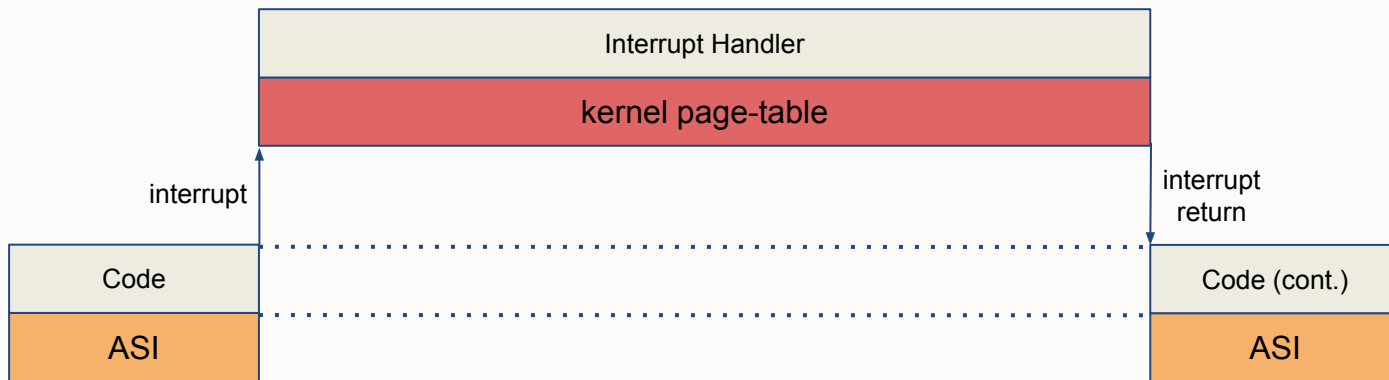 Interrupt Handler
kernel page-table
interrupt
interrupt
return
Code
Code (cont.)
ASI
ASI